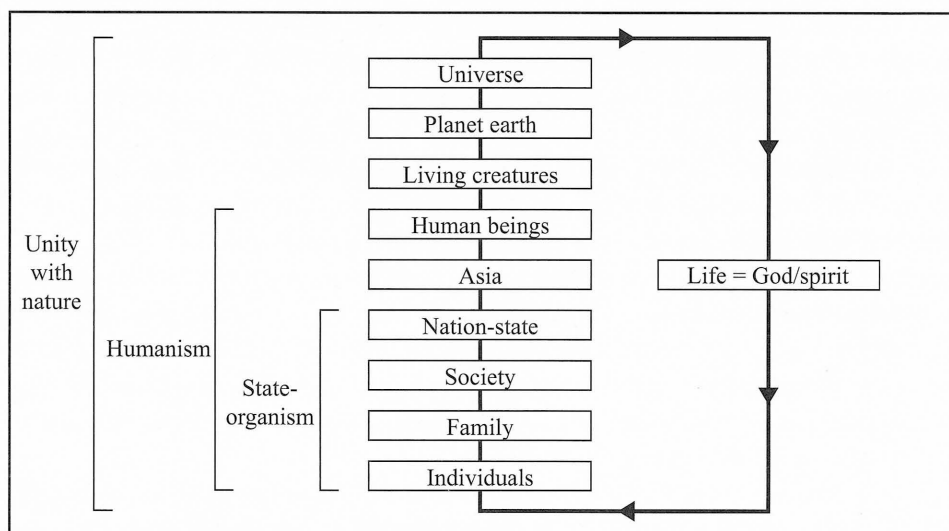 Universe
Planet earth
Living creatures
Human beings
Asia
Nation-state
Society
Family
Individuals
Unity
with
nature
Humanism
State-
organism
Life = God/spirit